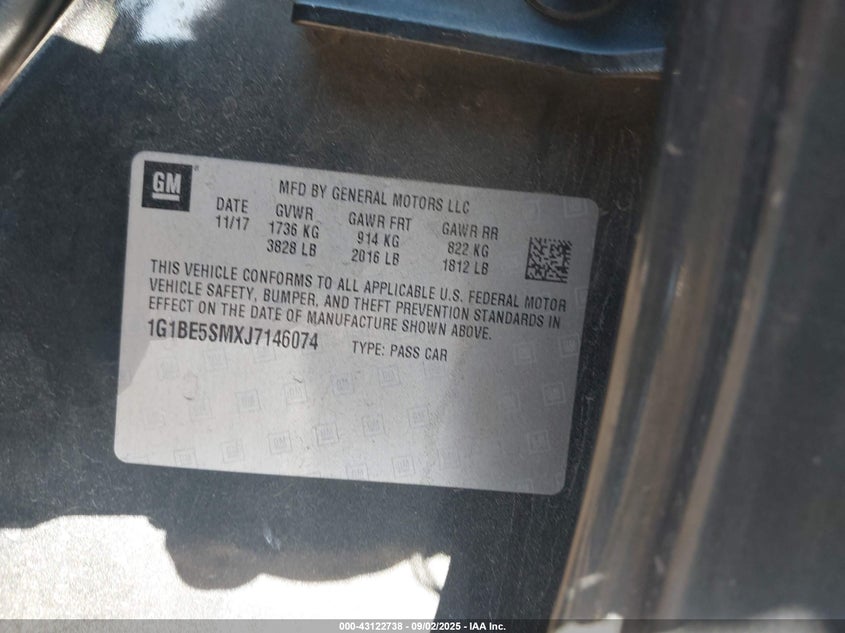 GM
MFD BY GENERAL MOTORS LLC
DATE GVWR GAWR FRT GAWR RR
11/17 1736 KG 914 KG 822 KG
3828 LB 2016 LB 1812 LB
THIS VEHICLE CONFORMS TO ALL APPLICABLE U.S. FEDERAL MOTOR
VEHICLE SAFETY, BUMPER, AND THEFT PREVENTION STANDARDS IN
EFFECT ON THE DATE OF MANUFACTURE SHOWN ABOVE.
1G1BE5SMXJ7146074 TYPE: PASS CAR
000-43122738 - 09/02/2025 - IAA Inc.